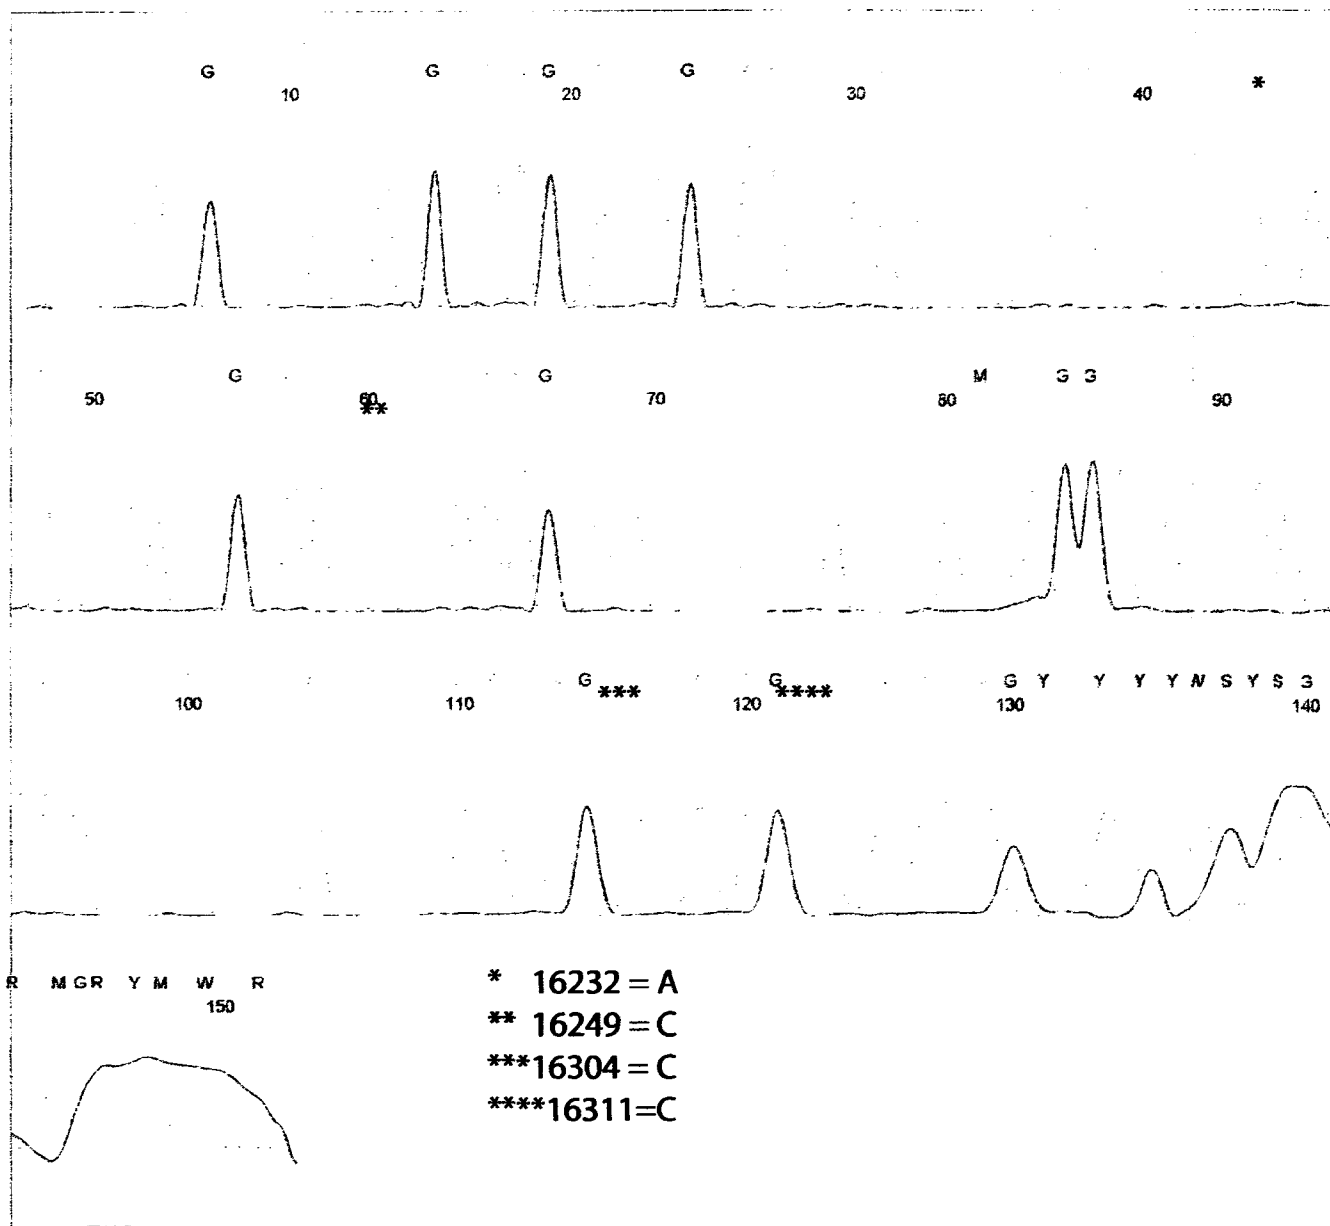 G G G G
10 20 30 40 *
G G M G G
50 60 ** 70 80 90
G *** G **** G Y Y Y Y N S Y S G
100 110 120 130 140
R M G R Y M W R
150
* 16232 = A
** 16249 = C
***16304 = C
****16311=C